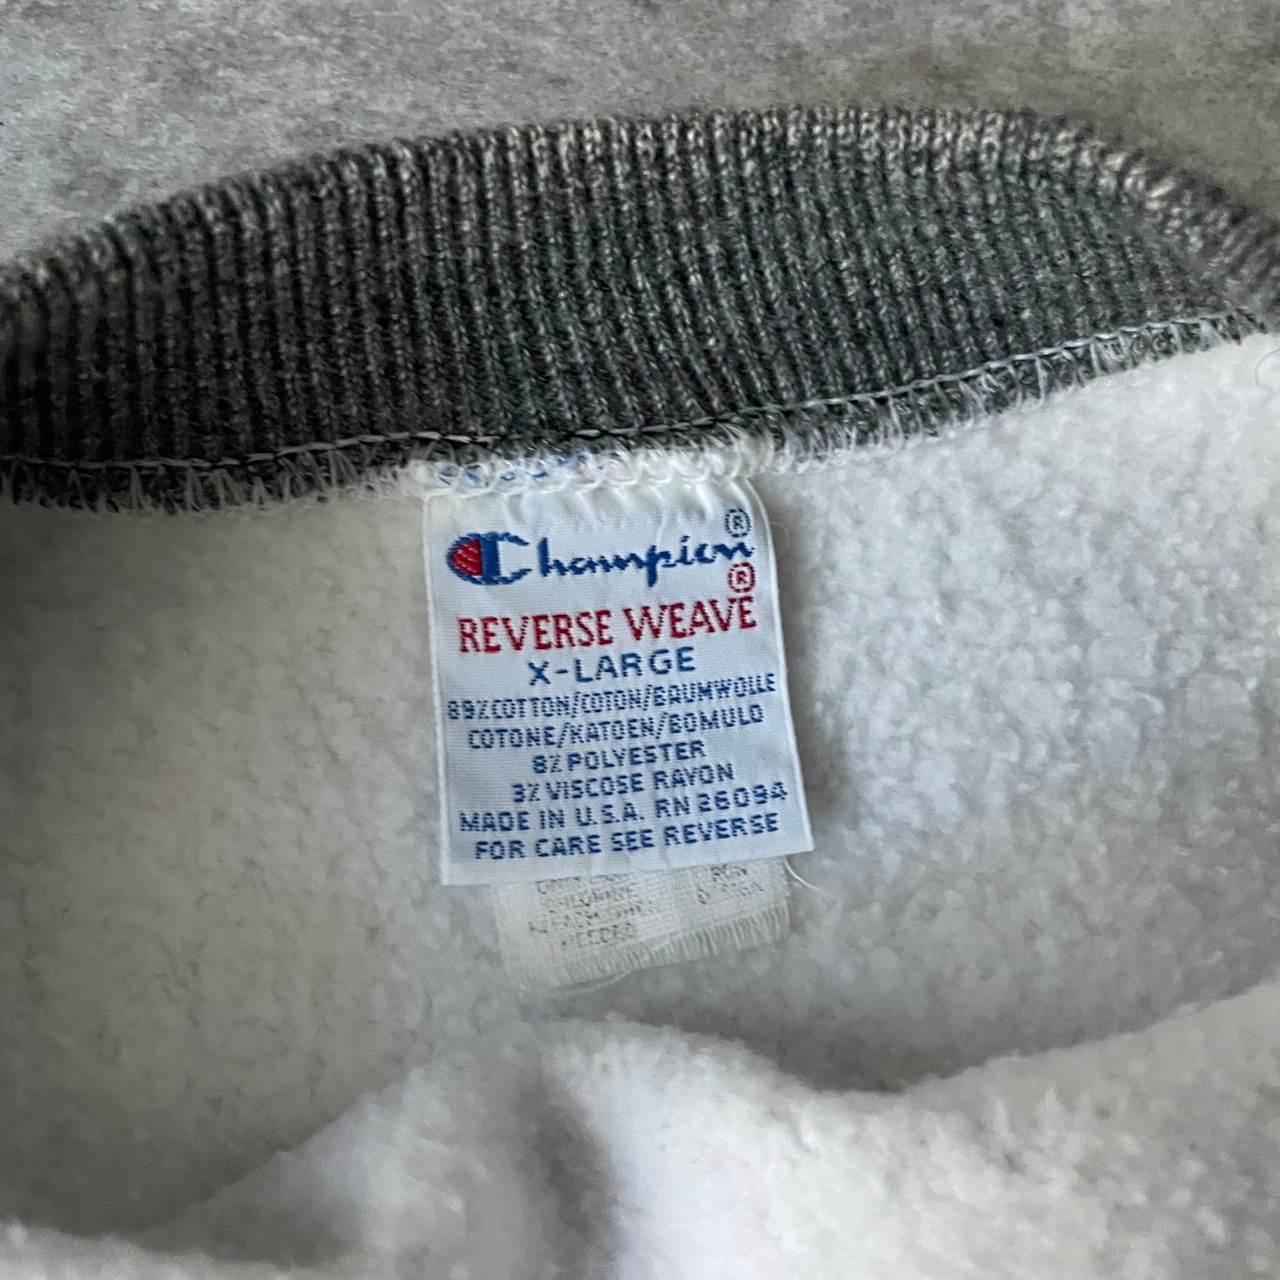 Champion®
REVERSE WEAVE®
X-LARGE
89% COTTON/COTON/BAUMWOLLE
COTONE/KATOEN/BOMULD
8% POLYESTER
3% VISCOSE RAYON
MADE IN U.S.A. RN 26094
FOR CARE SEE REVERSE
NEEDED